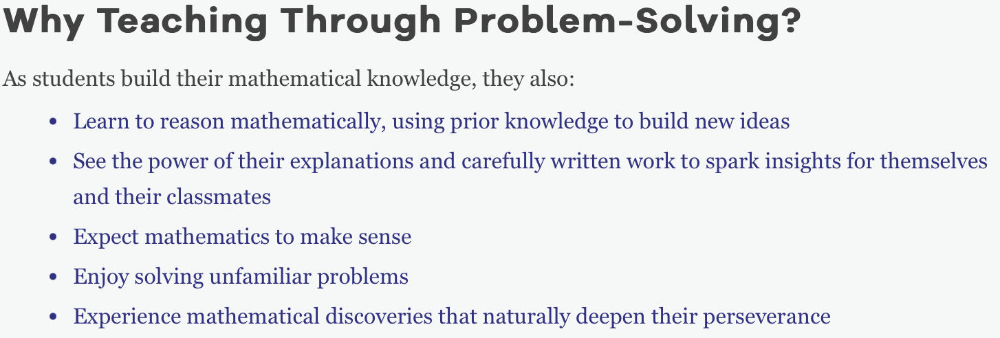 Why Teaching Through Problem-Solving?
As students build their mathematical knowledge, they also:
• Learn to reason mathematically, using prior knowledge to build new ideas
• See the power of their explanations and carefully written work to spark insights for themselves
and their classmates
• Expect mathematics to make sense
• Enjoy solving unfamiliar problems
• Experience mathematical discoveries that naturally deepen their perseverance